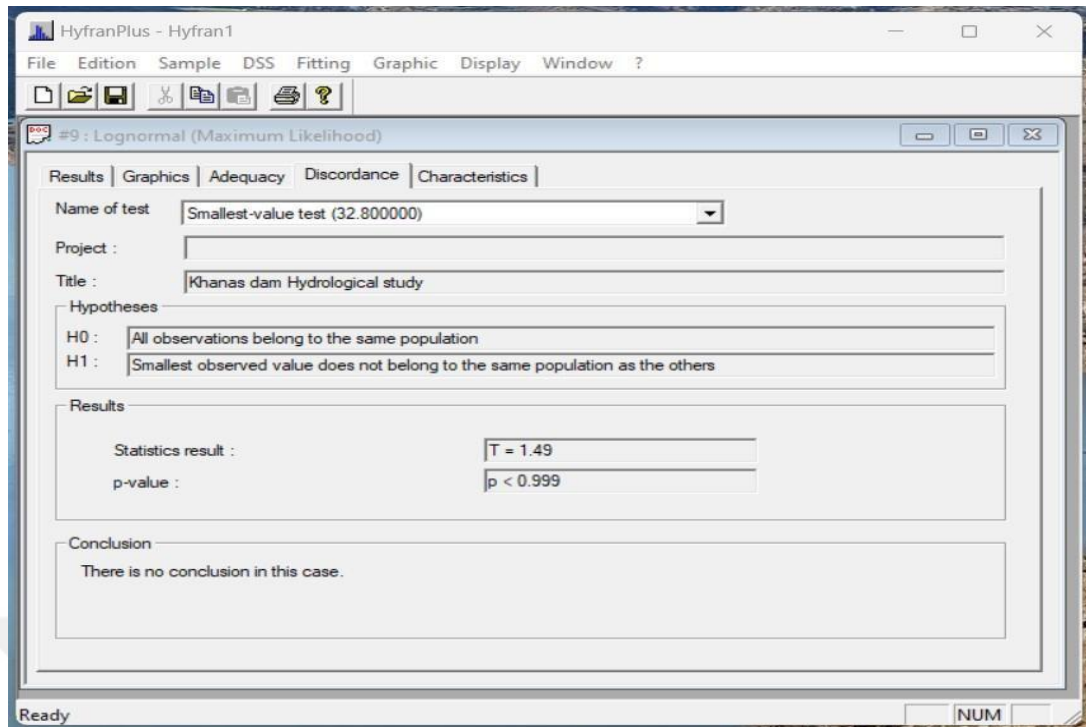 HyfranPlus - Hyfran1
File Edition Sample DSS Fitting Graphic Display Window ?
#9 : Lognormal (Maximum Likelihood)
Results Graphics Adequacy Discordance Characteristics
Name of test Smallest-value test (32.800000)
Project :
Title : Khanas dam Hydrological study
Hypotheses
H0 : All observations belong to the same population
H1 : Smallest observed value does not belong to the same population as the others
Results
Statistics result : T = 1.49
p-value : p < 0.999
Conclusion
There is no conclusion in this case.
Ready NUM